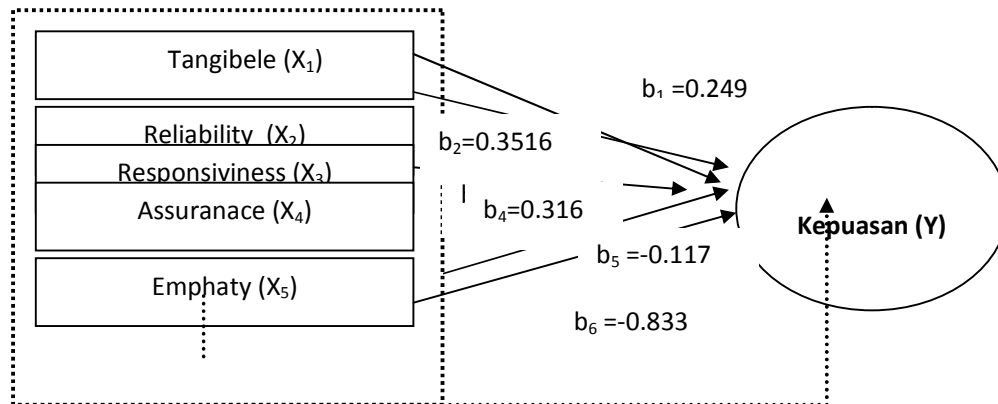 Tangibele (X₁)
b₁ =0.249
Reliability (X₂)
b₂=0.3516
Responsiviness (X₃)
Assuranace (X₄)
b₄=0.316
Kepuasan (Y)
b₅ =-0.117
Emphaty (X₅)
b₆ =-0.833